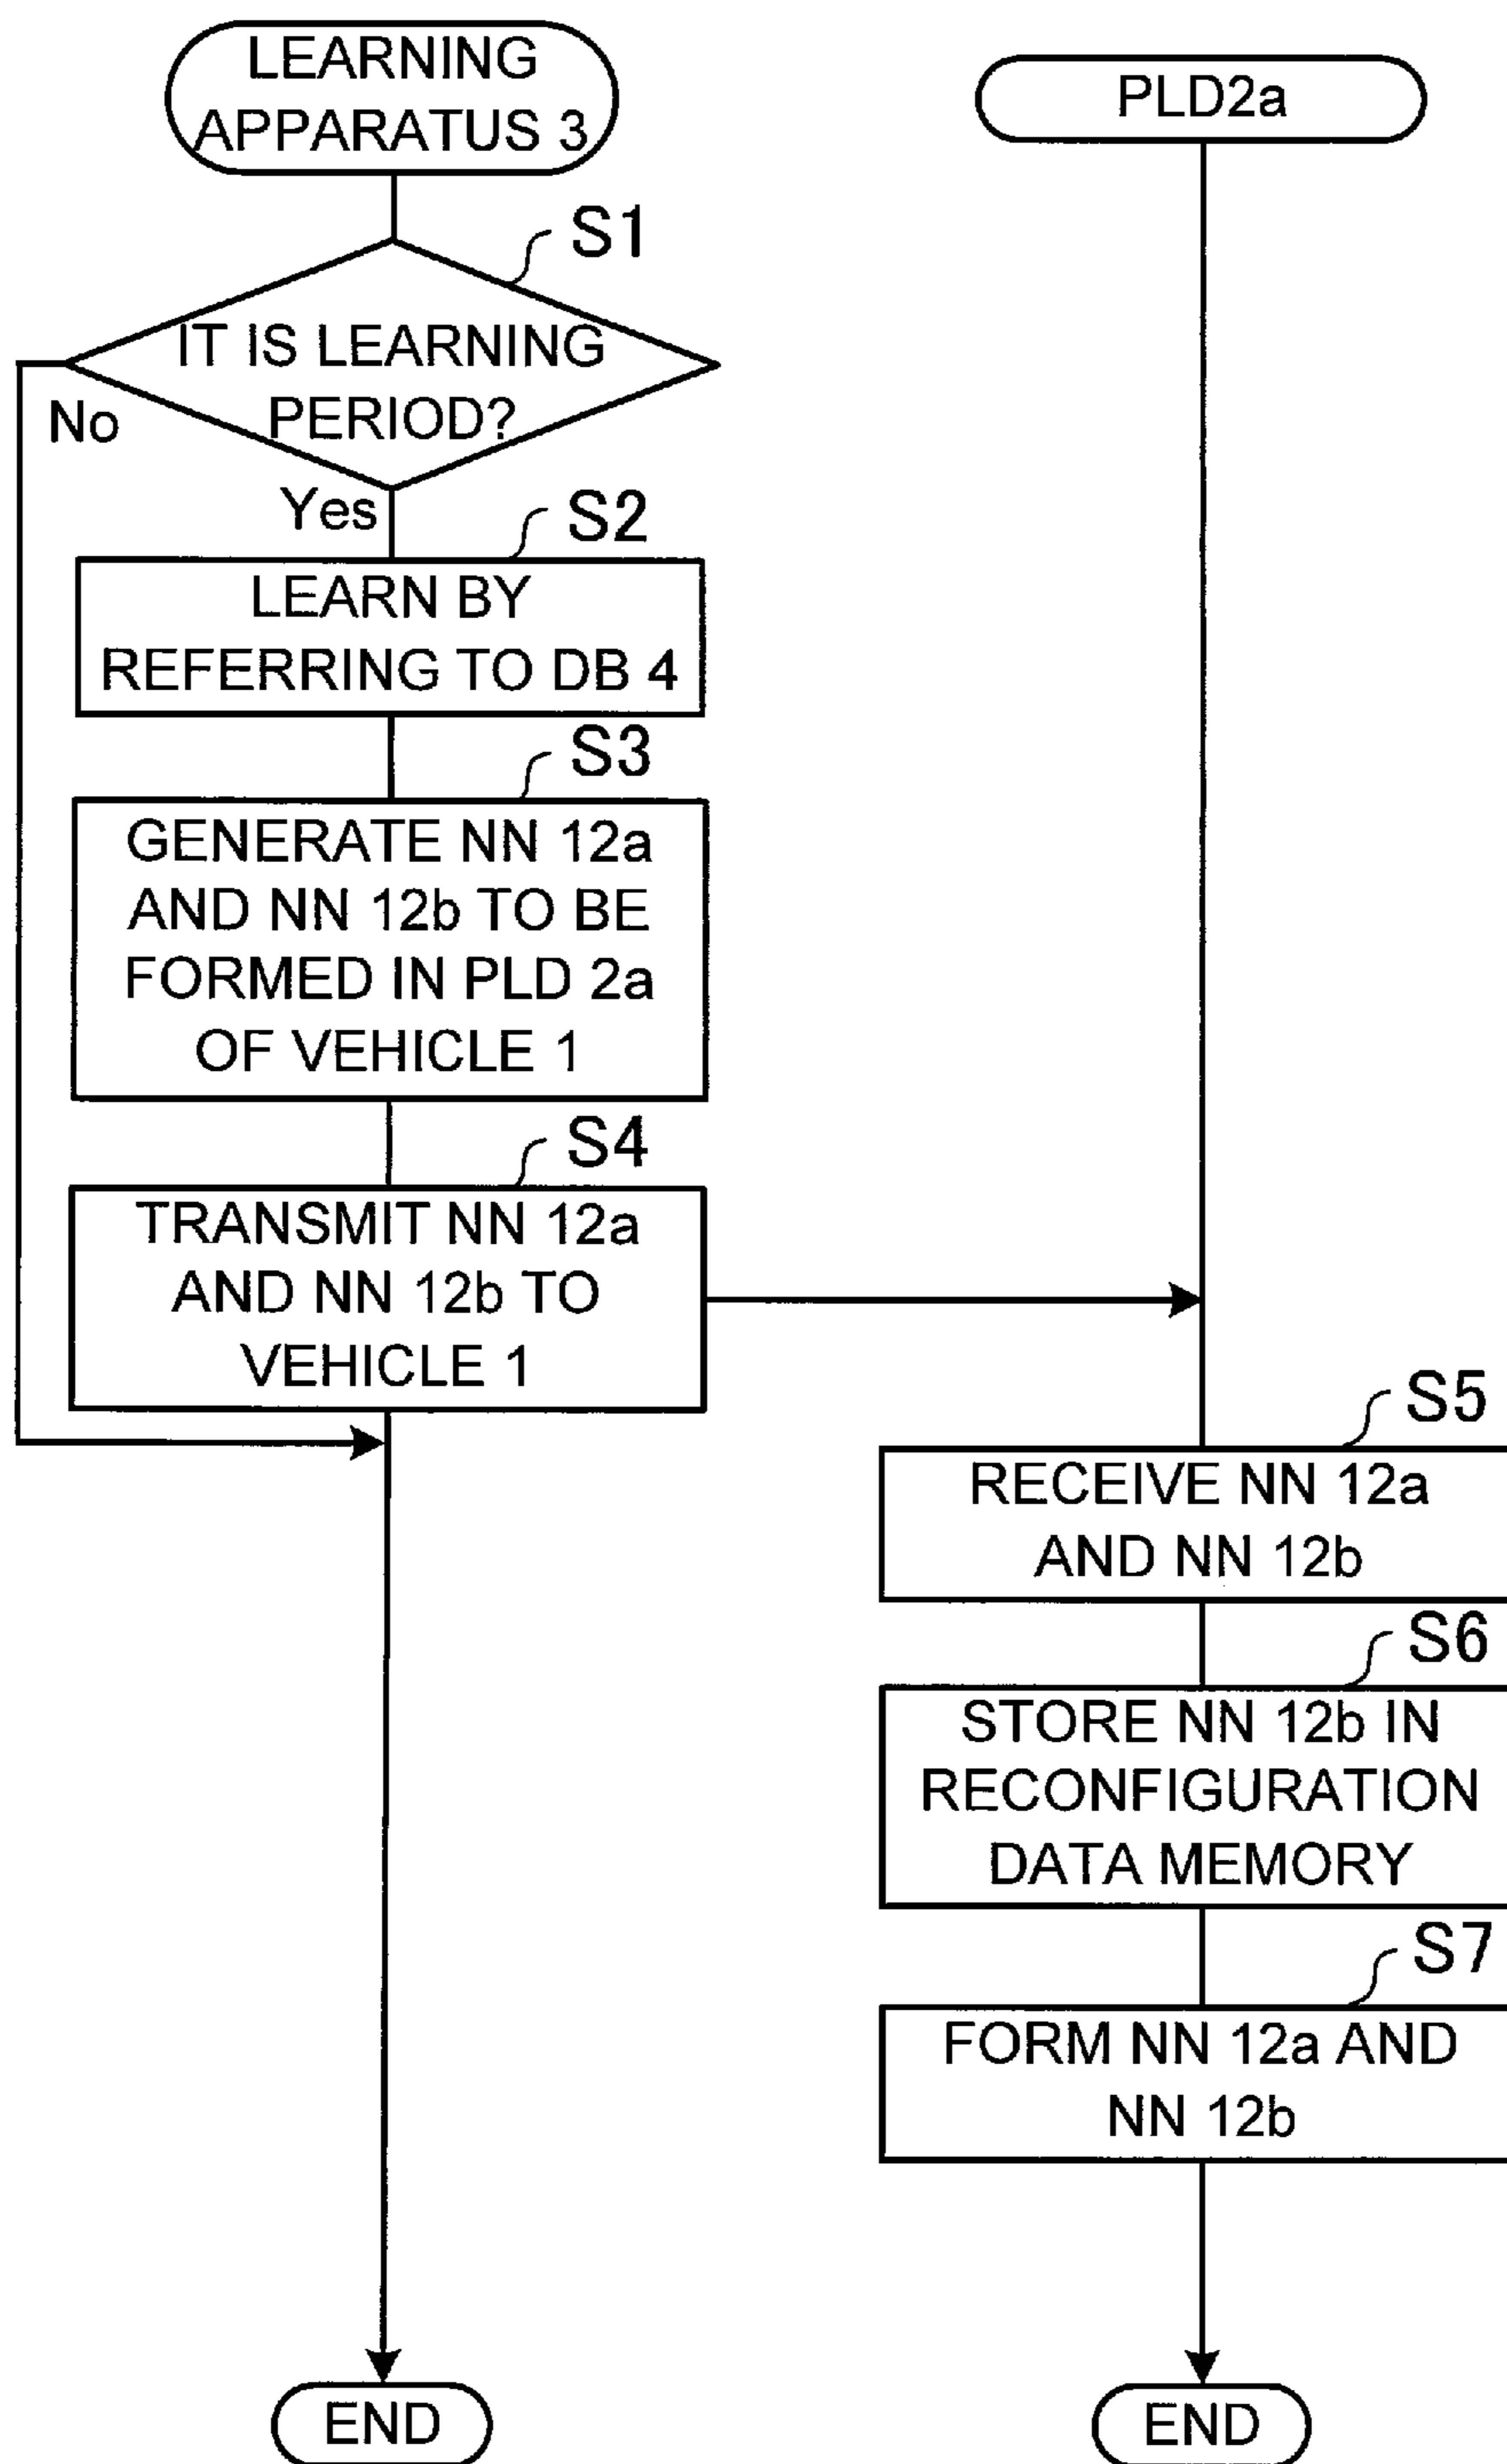 LEARNING
APPARATUS 3
S1
IT IS LEARNING
PERIOD?
No
Yes
S2
LEARN BY
REFERRING TO DB 4
S3
GENERATE NN 12a
AND NN 12b TO BE
FORMED IN PLD 2a
OF VEHICLE 1
S4
TRANSMIT NN 12a
AND NN 12b TO
VEHICLE 1
END
PLD2a
S5
RECEIVE NN 12a
AND NN 12b
S6
STORE NN 12b IN
RECONFIGURATION
DATA MEMORY
S7
FORM NN 12a AND
NN 12b
END